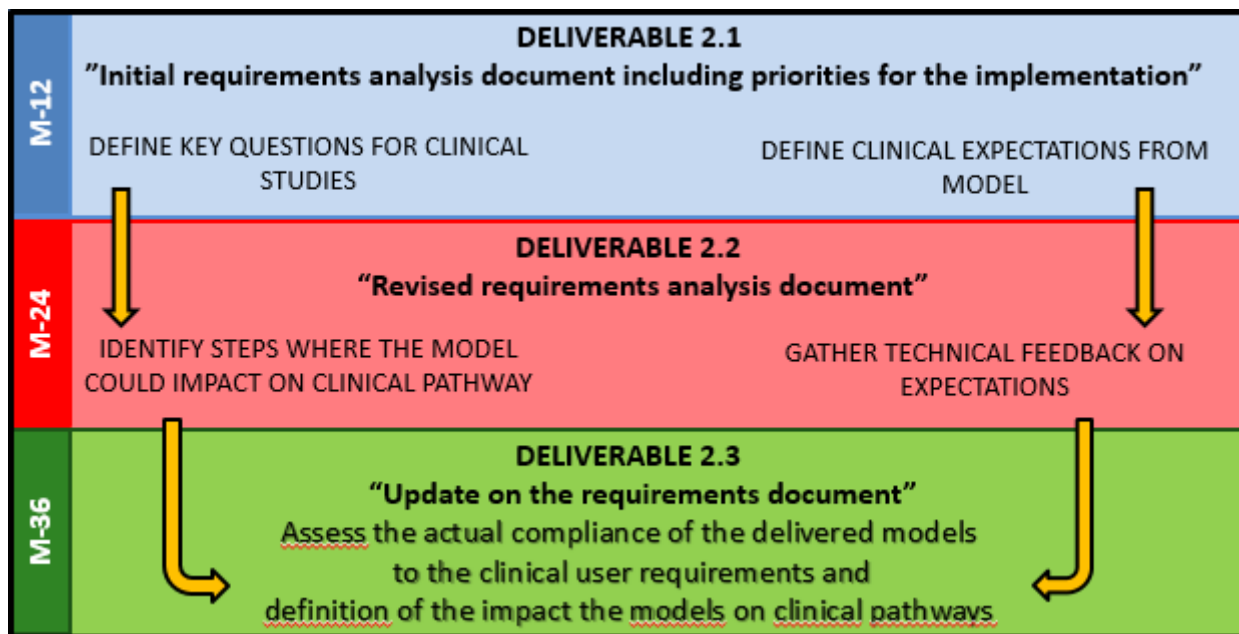 M-12
DELIVERABLE 2.1
”Initial requirements analysis document including priorities for the implementation”
DEFINE KEY QUESTIONS FOR CLINICAL
STUDIES
DEFINE CLINICAL EXPECTATIONS FROM
MODEL
M-24
DELIVERABLE 2.2
“Revised requirements analysis document”
IDENTIFY STEPS WHERE THE MODEL
COULD IMPACT ON CLINICAL PATHWAY
GATHER TECHNICAL FEEDBACK ON
EXPECTATIONS
M-36
DELIVERABLE 2.3
“Update on the requirements document”
Assess the actual compliance of the delivered models
to the clinical user requirements and
definition of the impact the models on clinical pathways